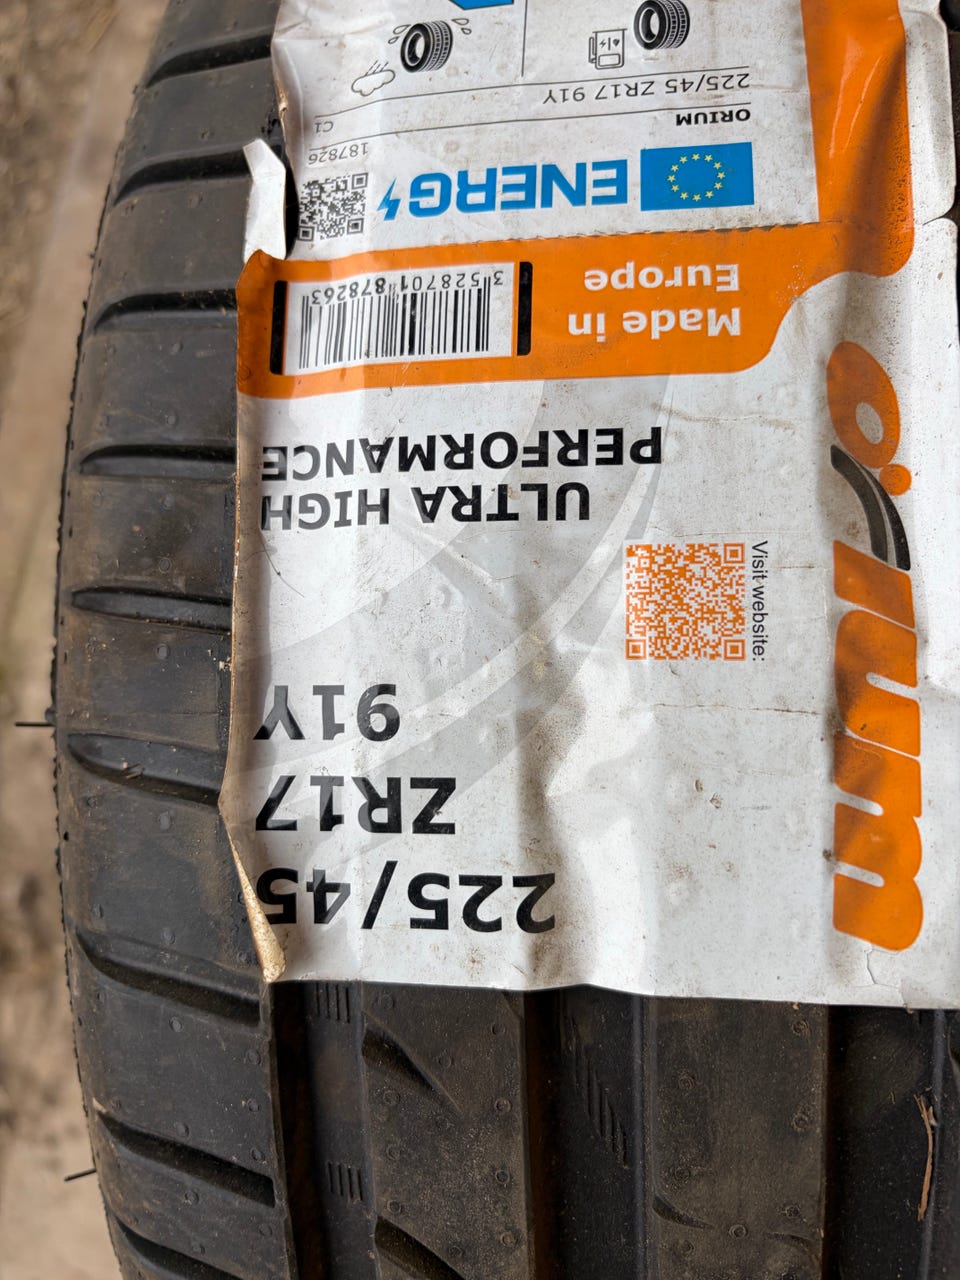 225/45
ZR17
91Y
Visit website:
ULTRA HIGH
PERFORMANCE
orium
Made in
Europe
3 528701 878263
ENERG
187826
ORIUM
C1
225/45 ZR17 91Y